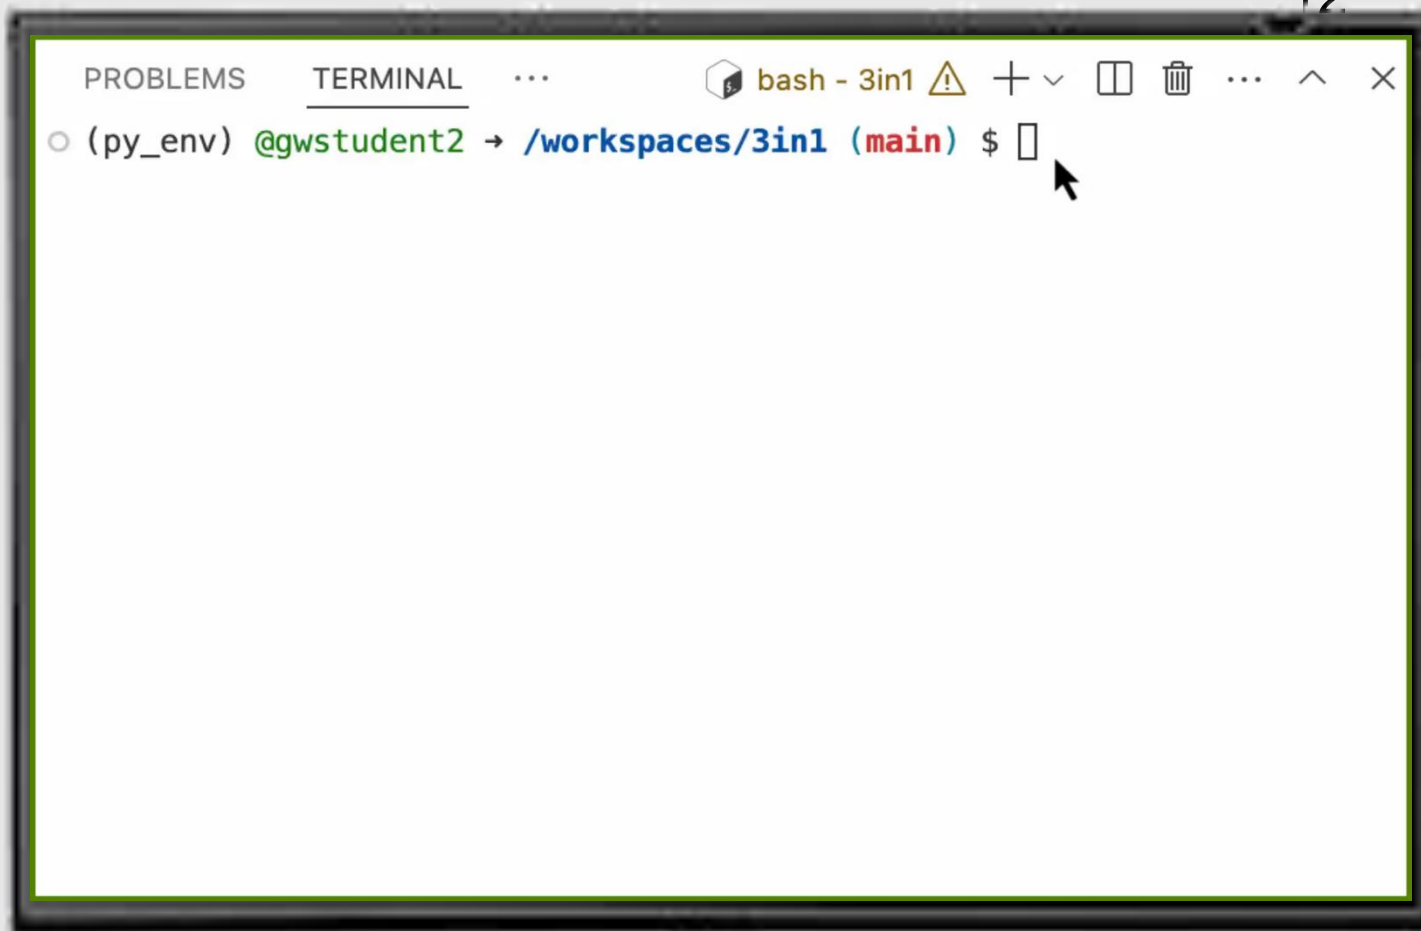 PROBLEMS TERMINAL ... bash - 3in1
(py_env) @gwstudent2 → /workspaces/3in1 (main) $